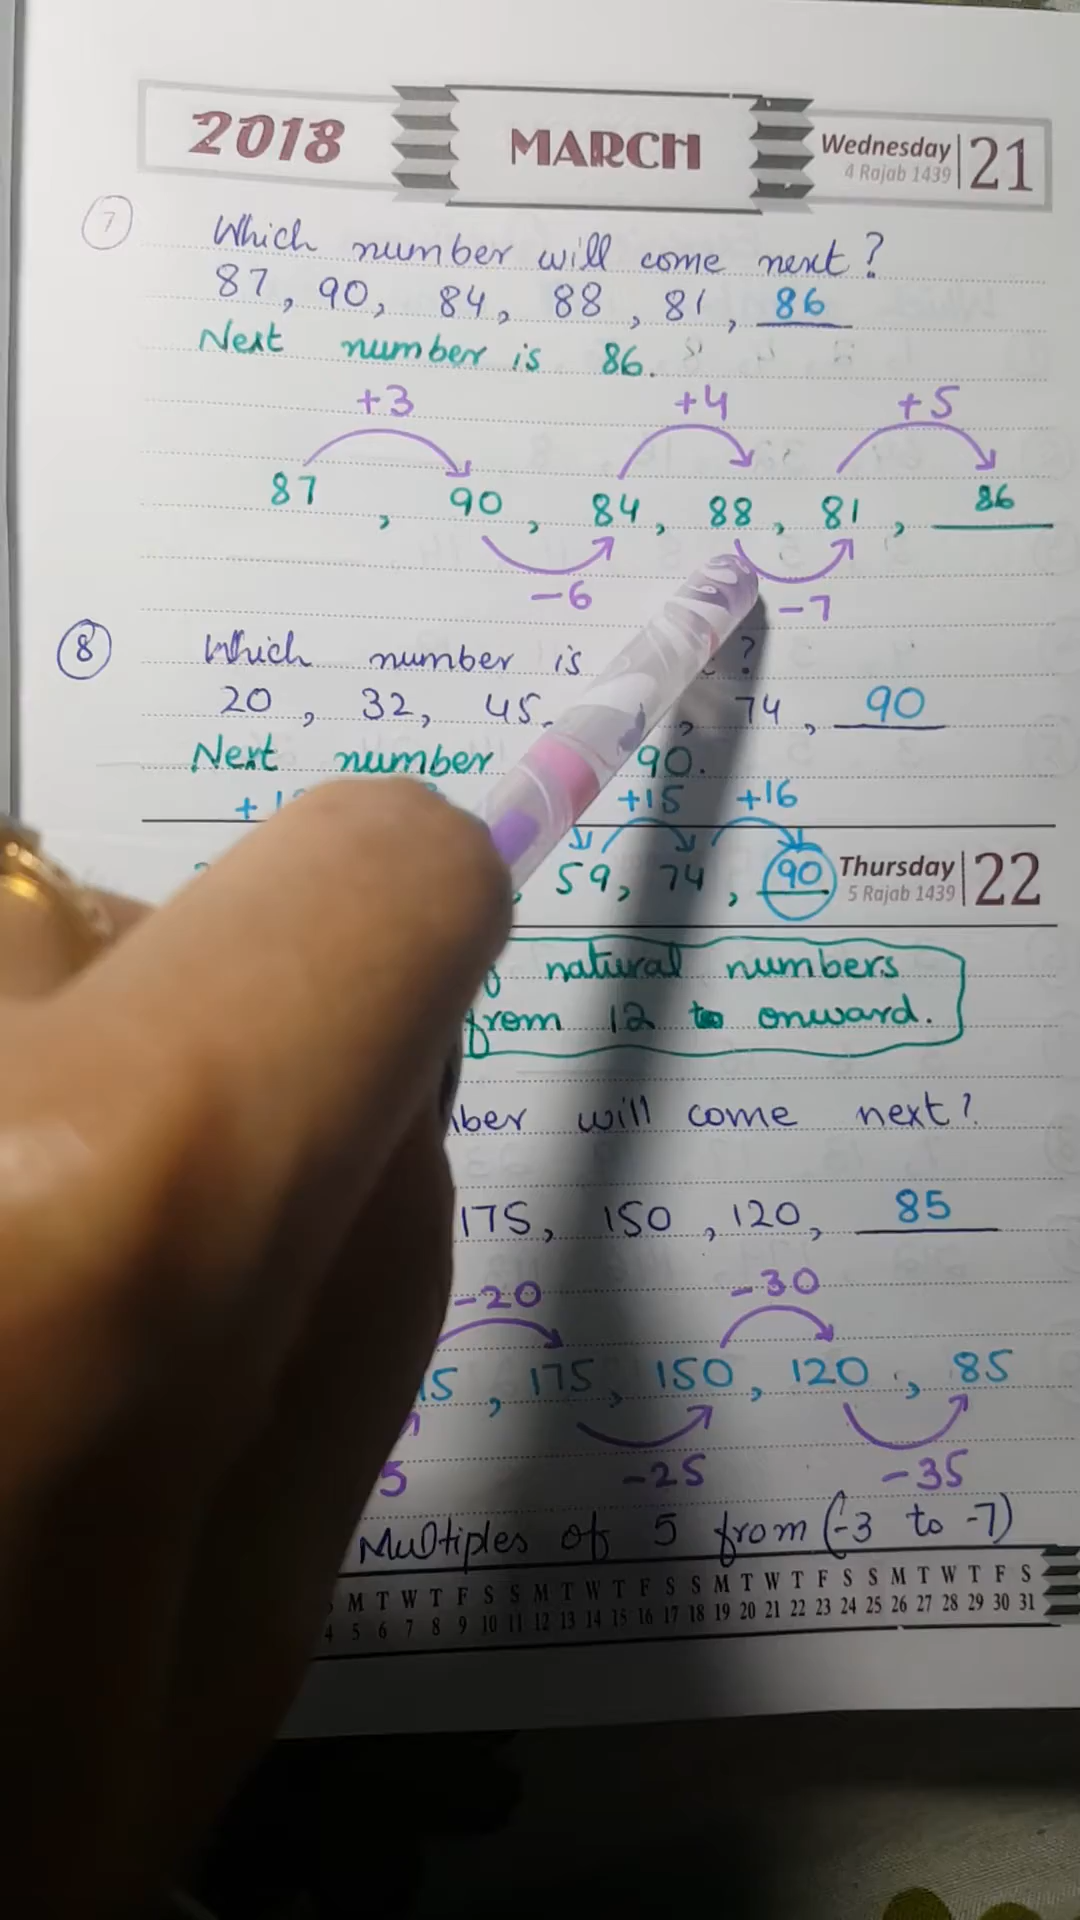 2018 MARCH Wednesday 21
4 Rajab 1439
7 Which number will come next?
87, 90, 84, 88, 81, 86
Next number is 86.
+3 +4 +5
87, 90, 84, 88, 81, 86
-6 -7
8 Which number is ?
20, 32, 45, , 74, 90
Next number 90.
+15 +16
59, 74, 90 Thursday 22
5 Rajab 1439
natural numbers
from 12 to onward.
will come next?
175, 150, 120, 85
-20 -30
15, 175, 150, 120, 85
5 -25 -35
Multiples of 5 from (-3 to -7)
M T W T F S S M T W T F S S M T W T F S S M T W T F S
4 5 6 7 8 9 10 11 12 13 14 15 16 17 18 19 20 21 22 23 24 25 26 27 28 29 30 31